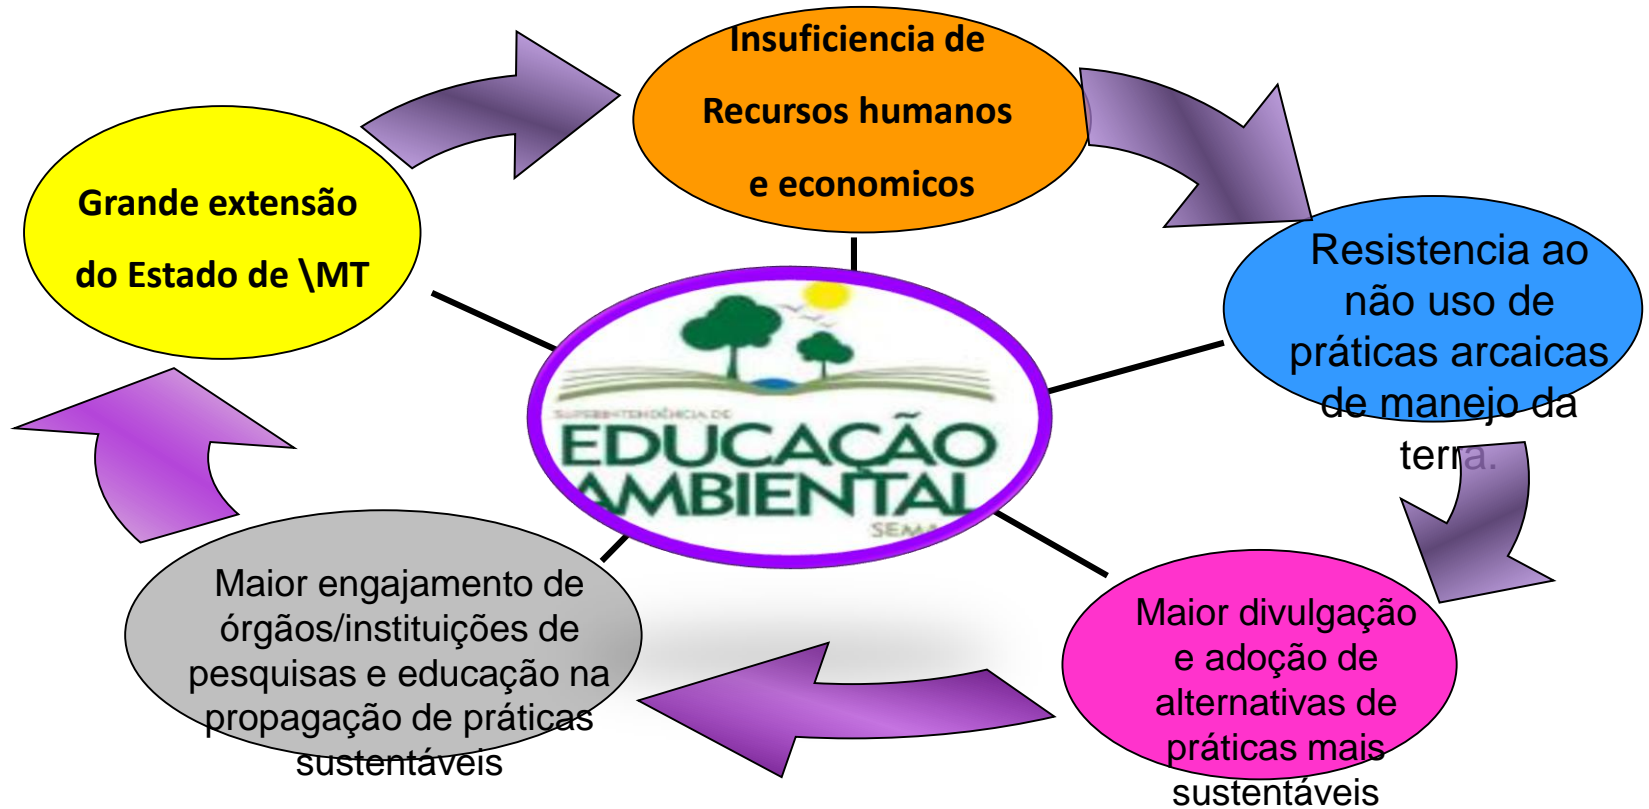 Insuficiencia de
Recursos humanos
e economicos
Grande extensão
do Estado de \MT
Resistencia ao
não uso de
práticas arcaicas
de manejo da
terra.
SUPERINTENDÊNCIA DE
EDUCAÇÃO
AMBIENTAL
SEMA
Maior engajamento de
órgãos/instituições de
pesquisas e educação na
propagação de práticas
sustentáveis
Maior divulgação
e adoção de
alternativas de
práticas mais
sustentáveis